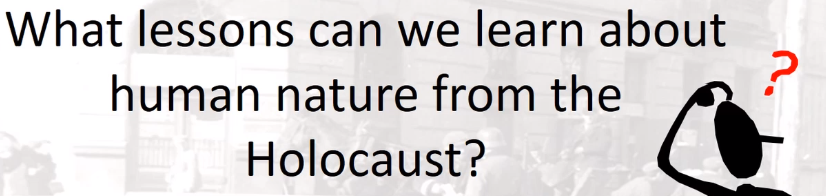 What lessons can we learn about
human nature from the
Holocaust?
?